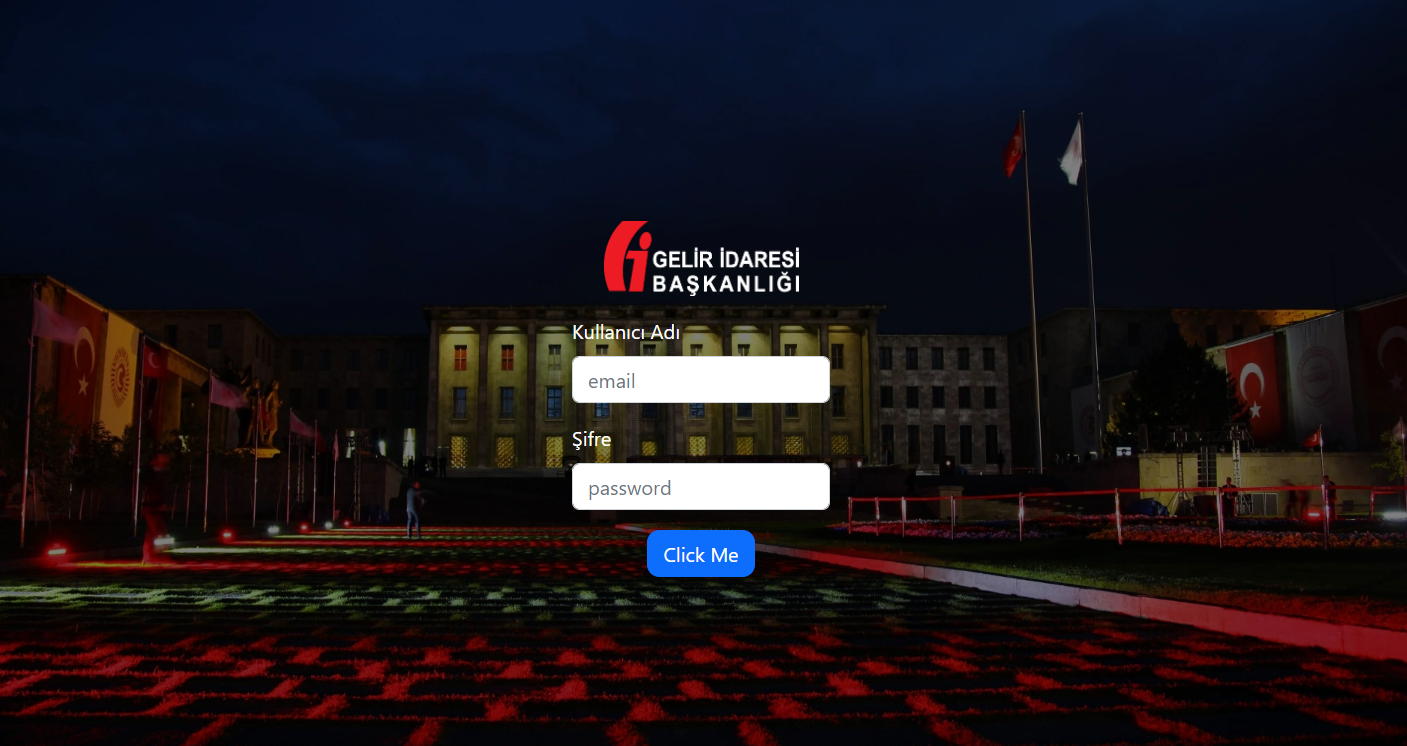 GELİR İDARESİ
BAŞKANLIĞI
Kullanıcı Adı
email
Şifre
password
Click Me